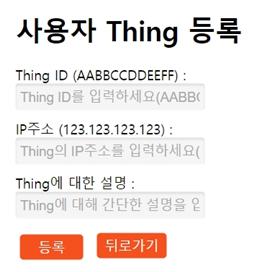 사용자 Thing 등록
Thing ID (AABBCCDDEEFF) :
Thing ID를 입력하세요(AABB
IP주소 (123.123.123.123) :
Thing의 IP주소를 입력하세요(
Thing에 대한 설명 :
Thing에 대해 간단한 설명을 입
등록 뒤로가기